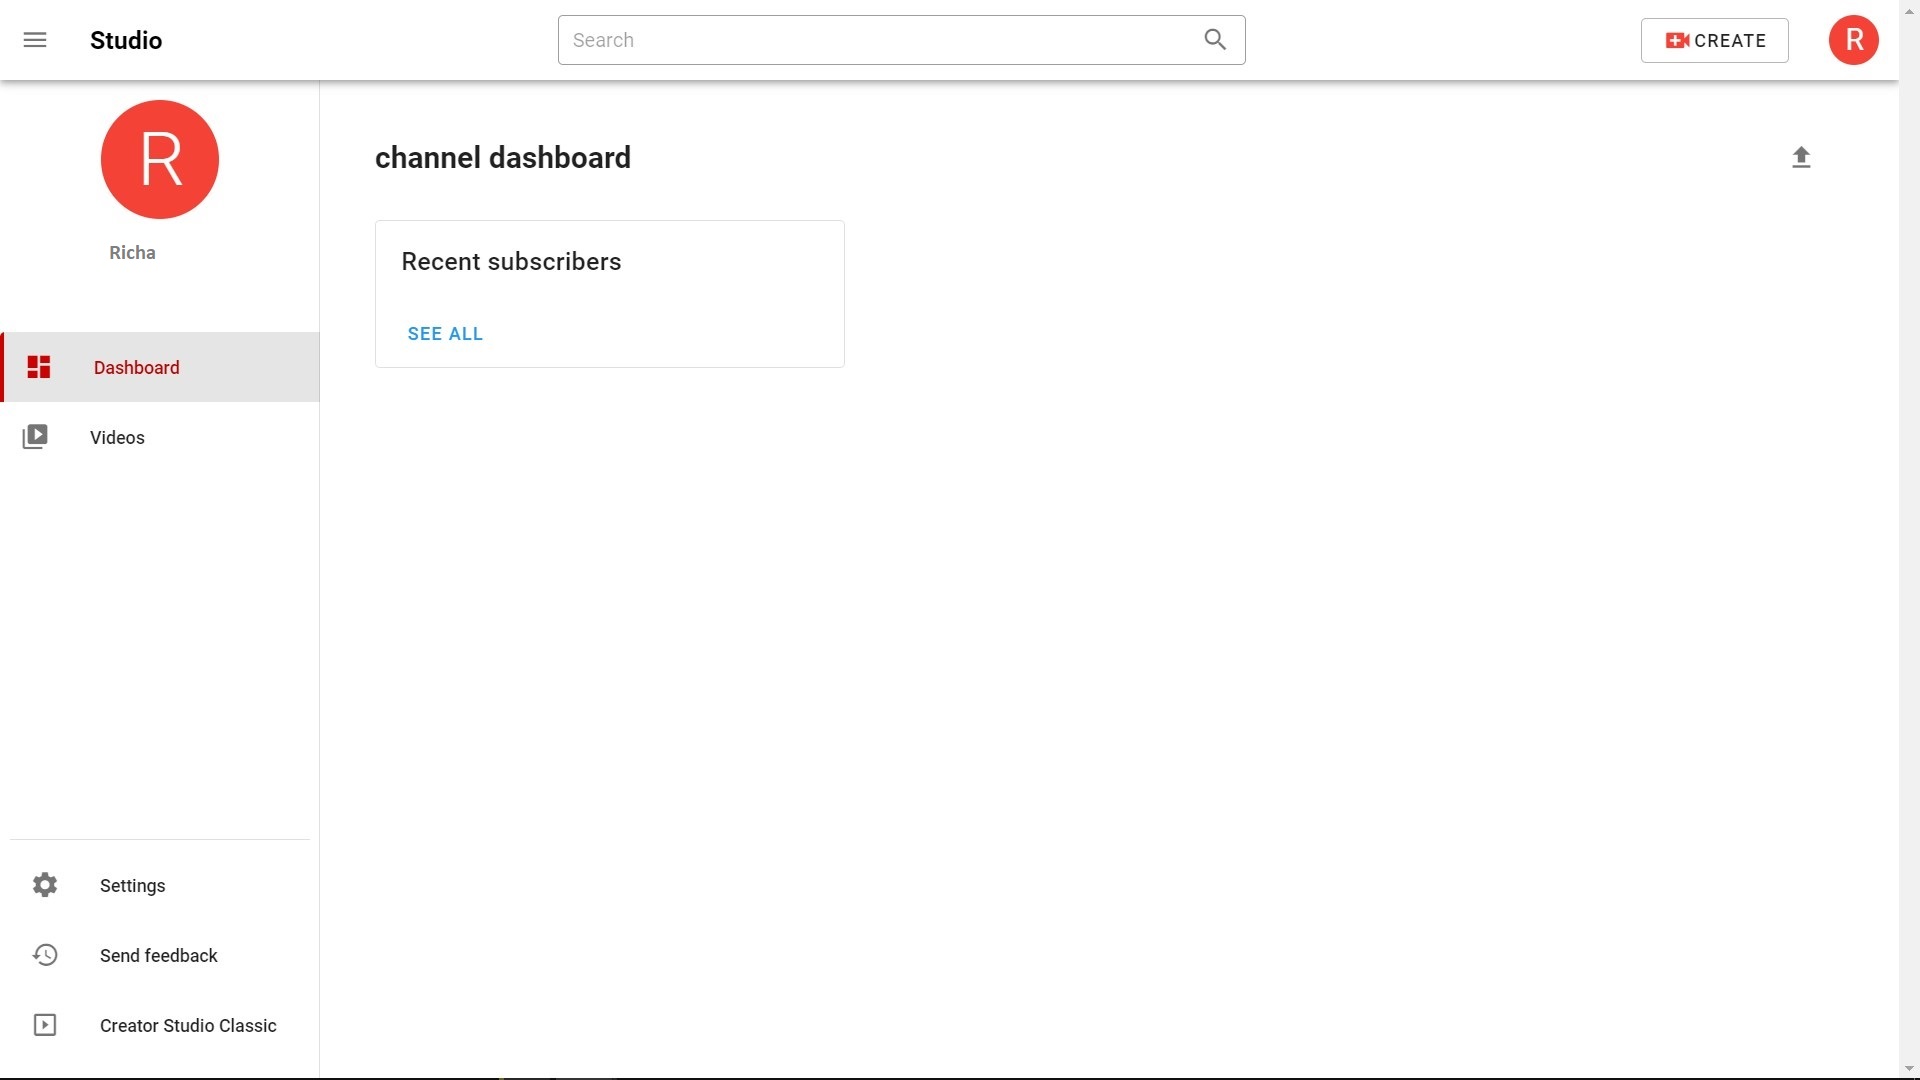 Studio
Search
CREATE
R
R
Richa
channel dashboard
Recent subscribers
SEE ALL
Dashboard
Videos
Settings
Send feedback
Creator Studio Classic